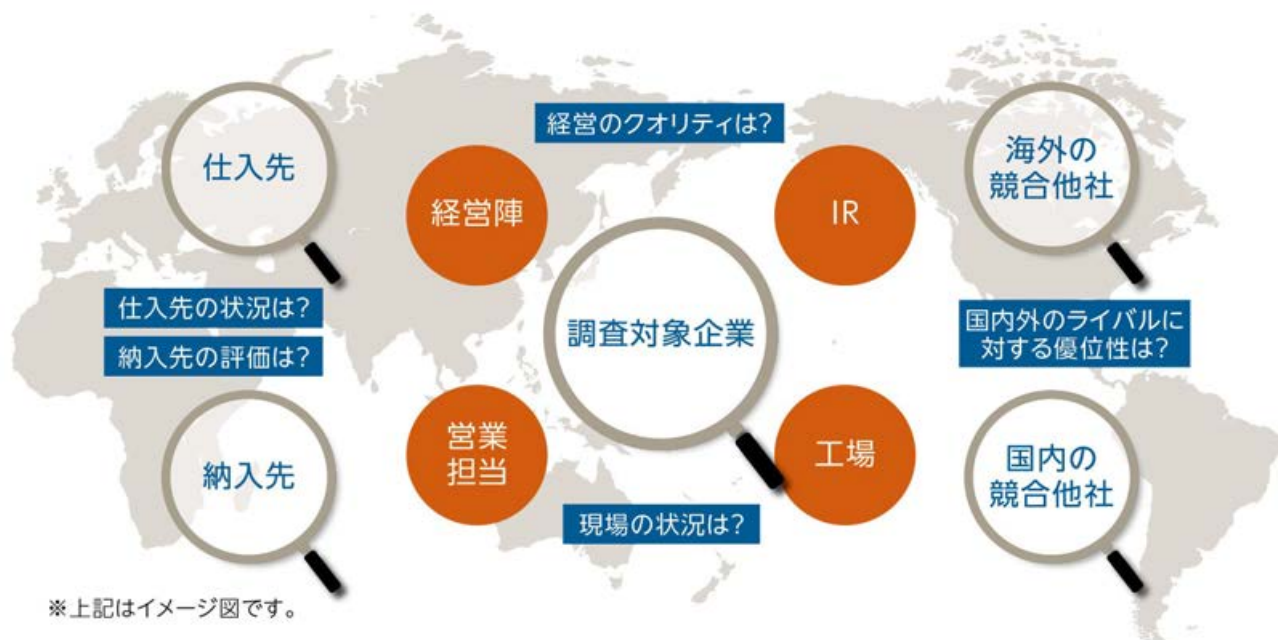 経営のクオリティは?
仕入先
経営陣
IR
海外の
競合他社
仕入先の状況は?
納入先の評価は?
調査対象企業
国内外のライバルに
対する優位性は?
納入先
営業
担当
工場
国内の
競合他社
現場の状況は?
※上記はイメージ図です。